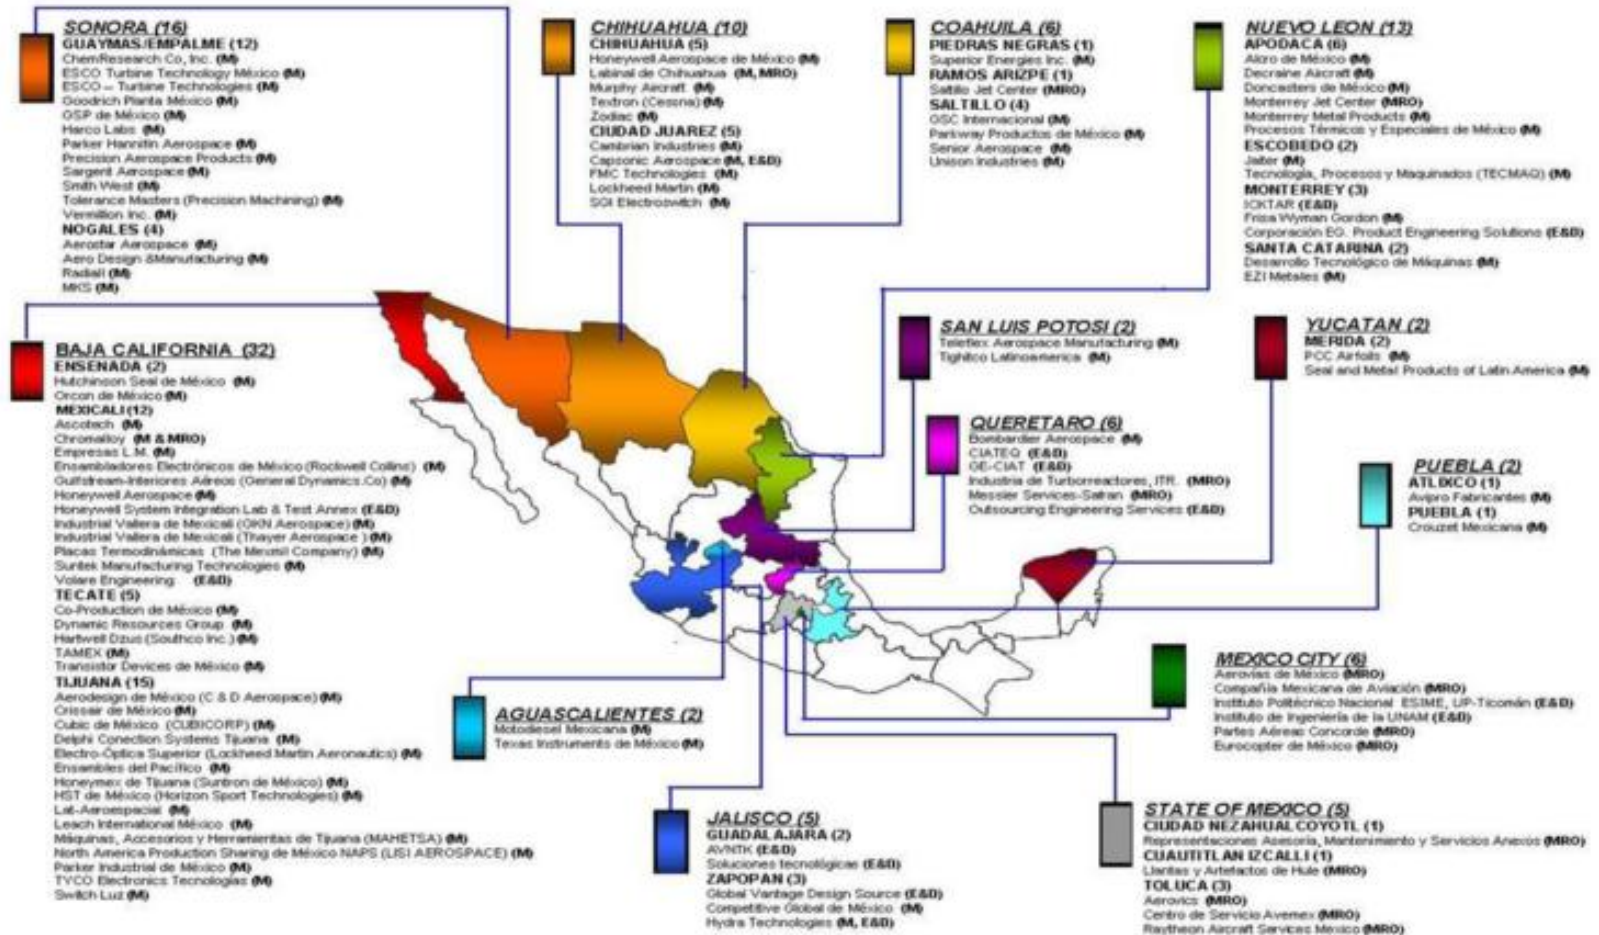 SONORA (16)
GUAYMAS/EMPALME (12)
Chem Research Co, Inc. (M)
ESCO Turbine Technology México (M)
ESCO – Turbine Technologies (M)
Goodrich Planta México (M)
GSP de México (M)
Harco Labs (M)
Parker Hannifin Aerospace (M)
Precision Aerospace Products (M)
Sargent Aerospace (M)
Smith West (M)
Tolerance Masters (Precision Machining) (M)
Vermillion Inc. (M)
NOGALES (4)
Aerostar Aerospace (M)
Aero Design &Manufacturing (M)
Radiall (M)
MKS (M)
CHIHUAHUA (10)
CHIHUAHUA (5)
Honeywell Aerospace de México (M)
Labinal de Chihuahua (M, MRO)
Murphy Aircraft (M)
Textron (Cessna) (M)
Zodiac (M)
CIUDAD JUAREZ (5)
Cambrian Industries (M)
Capsonic Aerospace (M, E&D)
FMC Technologies (M)
Lockheed Martin (M)
SGI Electroswitch (M)
COAHUILA (6)
PIEDRAS NEGRAS (1)
Superior Energies Inc. (M)
RAMOS ARIZPE (1)
Saltillo Jet Center (MRO)
SALTILLO (4)
GSC Internacional (M)
Parkway Productos de México (M)
Senior Aerospace (M)
Unison Industries (M)
NUEVO LEON (13)
APODACA (6)
Alcro de México (M)
Decraine Aircraft (M)
Doncasters de México (M)
Monterrey Jet Center (MRO)
Monterrey Metal Products (M)
Procesos Térmicos y Especiales de México (M)
ESCOBEDO (2)
Jaiter (M)
Tecnología, Procesos y Maquinados (TECMAQ) (M)
MONTERREY (3)
ICKTAR (E&D)
Frisa Wyman Gordon (M)
Corporación EG. Product Engineering Solutions (E&D)
SANTA CATARINA (2)
Desarrollo Tecnológico de Máquinas (M)
EZI Metales (M)
BAJA CALIFORNIA (32)
ENSENADA (2)
Hutchinson Seal de México (M)
Orcon de México (M)
MEXICALI (12)
Ascotech (M)
Chromalloy (M & MRO)
Empresas L.M. (M)
Ensambladores Electrónicos de México (Rockwell Collins) (M)
Gulfstream-Interiores Aéreos (General Dynamics.Co) (M)
Honeywell Aerospace (M)
Honeywell System Integration Lab & Test Annex (E&D)
Industrial Vallera de Mexicali (GKN Aerospace) (M)
Industrial Vallera de Mexicali (Thayer Aerospace ) (M)
Placas Termodinámicas (The Mexmil Company) (M)
Suntek Manufacturing Technologies (M)
Volare Engineering (E&D)
TECATE (5)
Co-Production de México (M)
Dynamic Resources Group (M)
Hartwell Dzus (Southco Inc.) (M)
TAMEX (M)
Transistor Devices de México (M)
TIJUANA (15)
Aerodesign de México (C & D Aerospace) (M)
Crissair de México (M)
Cubic de México (CUBICORP) (M)
Delphi Conection Systems Tijuana (M)
Electro-Óptica Superior (Lockheed Martin Aeronautics) (M)
Ensambles del Pacífico (M)
Honeymex de Tijuana (Suntron de México) (M)
HST de México (Horizon Sport Technologies) (M)
Lat-Aeroespacial (M)
Leach International México (M)
Máquinas, Accesorios y Herramientas de Tijuana (MAHETSA) (M)
North America Production Sharing de México NAPS (LISI AEROSPACE) (M)
Parker Industrial de México (M)
TYCO Electronics Tecnologías (M)
Switch Luz (M)
SAN LUIS POTOSI (2)
Teleflex Aerospace Manufacturing (M)
Tighitco Latinoamerica (M)
YUCATAN (2)
MERIDA (2)
PCC Airfoils (M)
Seal and Metal Products of Latin America (M)
QUERETARO (6)
Bombardier Aerospace (M)
CIATEQ (E&D)
GE-CIAT (E&D)
Industria de Turborreactores, ITR. (MRO)
Messier Services-Safran (MRO)
Outsourcing Engineering Services (E&D)
PUEBLA (2)
ATLIXCO (1)
Avipro Fabricantes (M)
PUEBLA (1)
Crouzet Mexicana (M)
MEXICO CITY (6)
Aerovías de México (MRO)
Compañía Mexicana de Aviación (MRO)
Instituto Politécnico Nacional ESIME, UP-Ticomán (E&D)
Instituto de Ingeniería de la UNAM (E&D)
Partes Aéreas Concorde (MRO)
Eurocopter de México (MRO)
AGUASCALIENTES (2)
Motodiesel Mexicana (M)
Texas Instruments de México (M)
JALISCO (5)
GUADALAJARA (2)
AVNTK (E&D)
Soluciones tecnológicas (E&D)
ZAPOPAN (3)
Global Vantage Design Source (E&D)
Competitive Global de México (M)
Hydra Technologies (M, E&D)
STATE OF MEXICO (5)
CIUDAD NEZAHUALCOYOTL (1)
Representaciones Asesoría, Mantenimiento y Servicios Anexos (MRO)
CUAUTITLAN IZCALLI (1)
Llantas y Artefactos de Hule (MRO)
TOLUCA (3)
Aerovics (MRO)
Centro de Servicio Avemex (MRO)
Raytheon Aircraft Services Mexico (MRO)